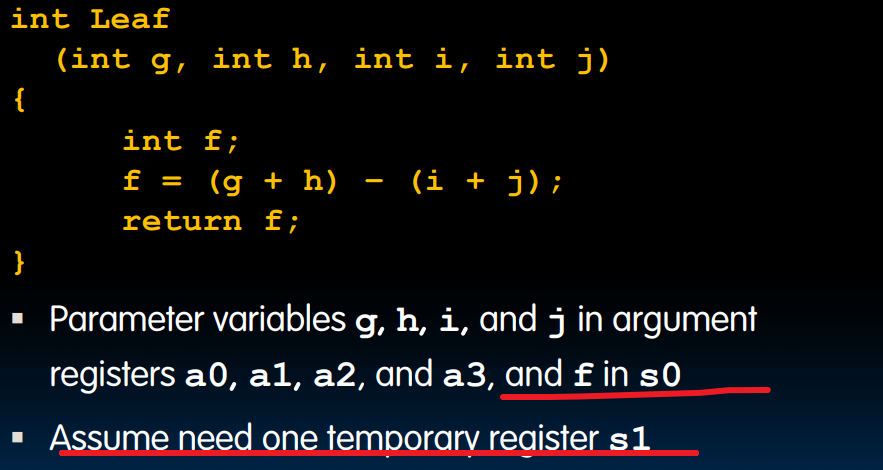 int Leaf
(int g, int h, int i, int j)
{
int f;
f = (g + h) − (i + j);
return f;
}
▪ Parameter variables g, h, i, and j in argument
registers a0, a1, a2, and a3, and f in s0
▪ Assume need one temporary register s1